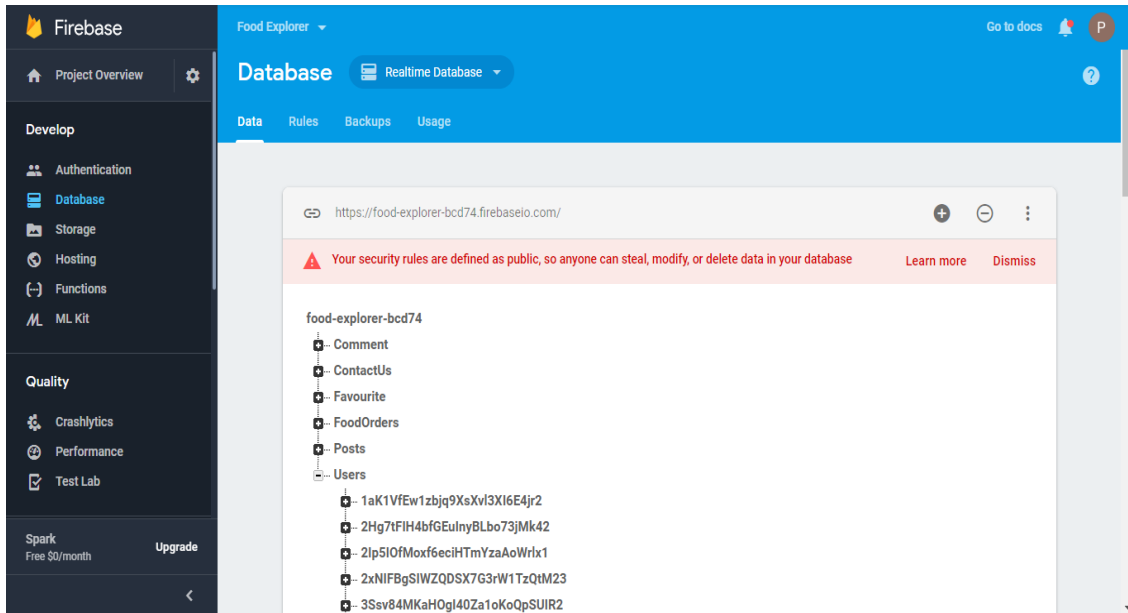 Firebase
Food Explorer
Go to docs
P
Project Overview
Database
Realtime Database
Data
Rules
Backups
Usage
Develop
Authentication
Database
Storage
Hosting
Functions
ML Kit
Quality
Crashlytics
Performance
Test Lab
Spark
Free $0/month
Upgrade
https://food-explorer-bcd74.firebaseio.com/
Your security rules are defined as public, so anyone can steal, modify, or delete data in your database
Learn more
Dismiss
food-explorer-bcd74
Comment
ContactUs
Favourite
FoodOrders
Posts
Users
1aK1VfEw1zbjq9XsXvl3XI6E4jr2
2Hg7tFIH4bfGEuInyBLbo73jMk42
2Ip5IOfMoxf6eciHTmYzaAoWrlx1
2xNIFBgSIWZQDSX7G3rW1TzQtM23
3Ssv84MKaHOgI40Za1oKoQpSUIR2